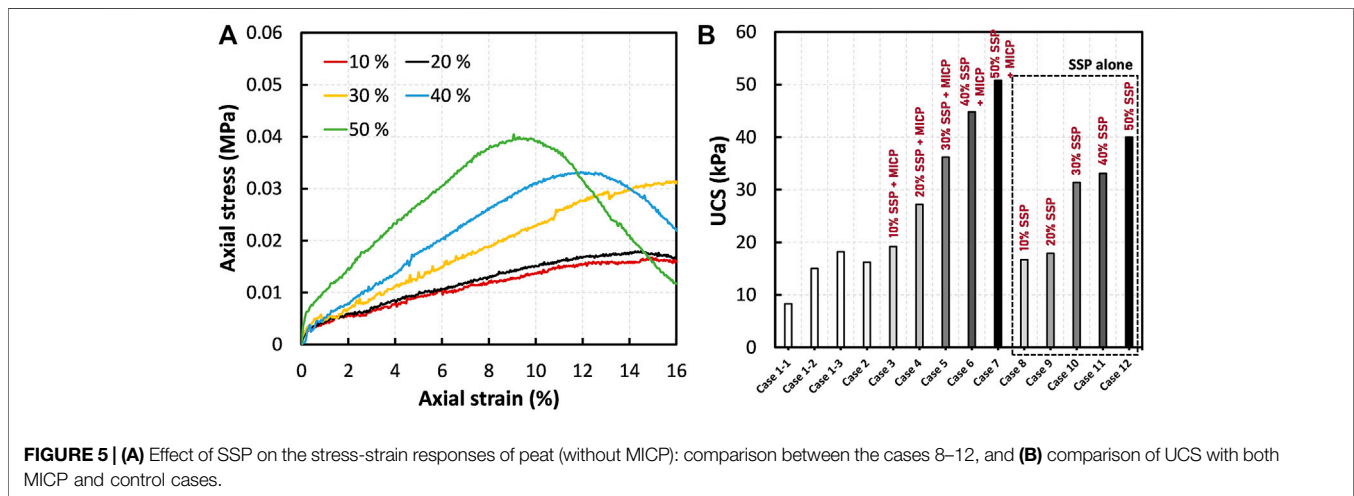 A
0.06
0.05
0.04
0.03
0.02
0.01
0
Axial stress (MPa)
10 %
20 %
30 %
40 %
50 %
0 2 4 6 8 10 12 14 16
Axial strain (%)
B
60
50
40
30
20
10
0
UCS (kPa)
10% SSP + MICP
20% SSP + MICP
30% SSP + MICP
40% SSP
+ MICP
50% SSP
+ MICP
SSP alone
10% SSP
20% SSP
30% SSP
40% SSP
50% SSP
Case 1-1
Case 1-2
Case 1-3
Case 2
Case 3
Case 4
Case 5
Case 6
Case 7
Case 8
Case 9
Case 10
Case 11
Case 12
FIGURE 5 | (A) Effect of SSP on the stress-strain responses of peat (without MICP): comparison between the cases 8–12, and (B) comparison of UCS with both
MICP and control cases.